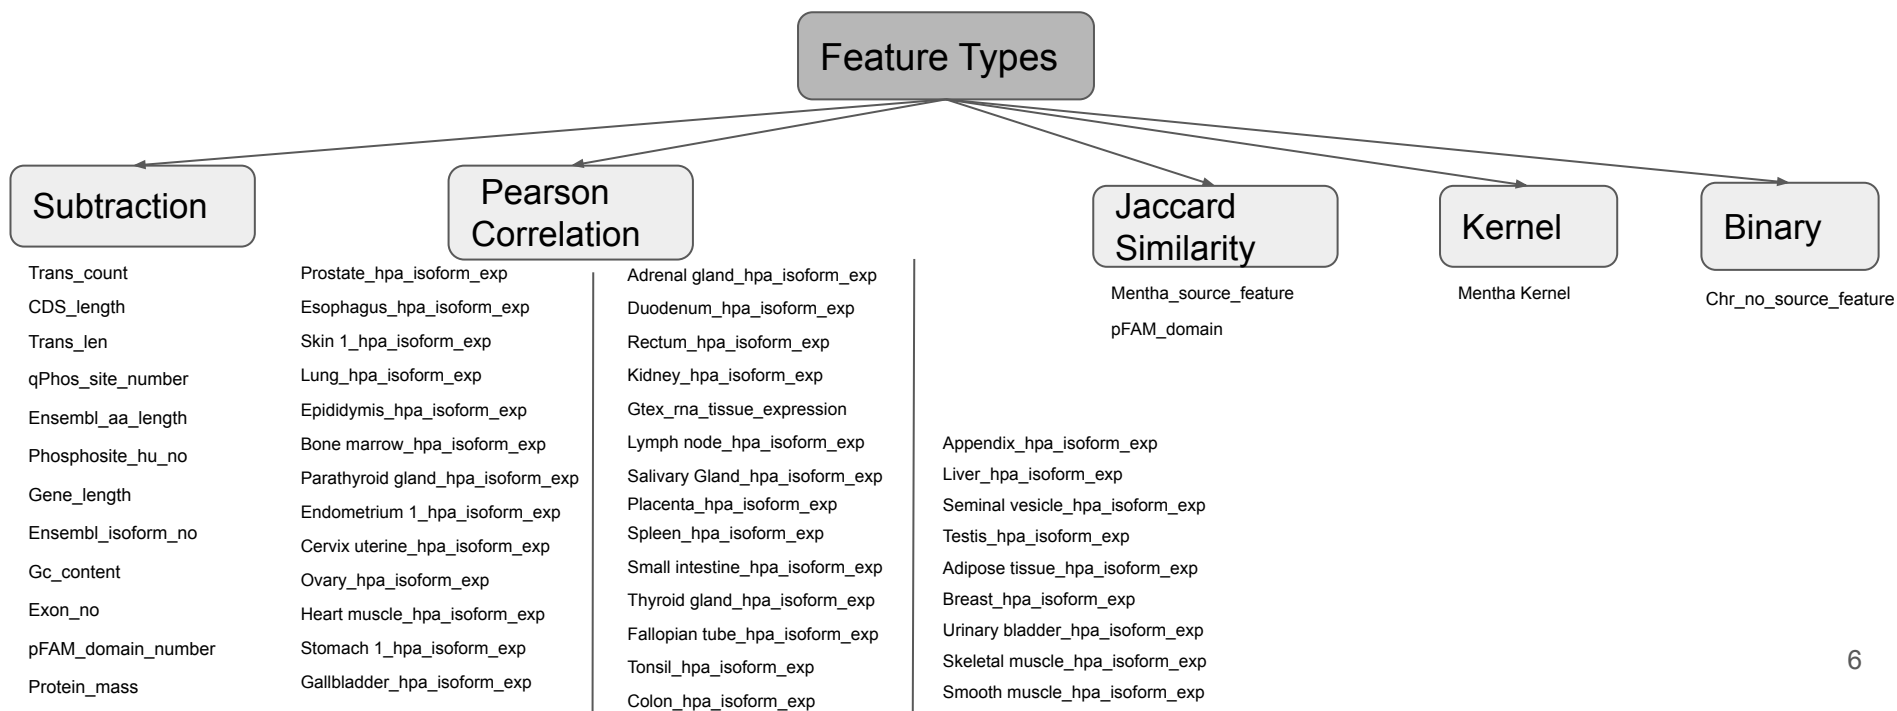 Feature Types
Subtraction
Pearson
Correlation
Jaccard
Similarity
Kernel
Binary
Trans_count
CDS_length
Trans_len
qPhos_site_number
Ensembl_aa_length
Phosphosite_hu_no
Gene_length
Ensembl_isoform_no
Gc_content
Exon_no
pFAM_domain_number
Protein_mass
Prostate_hpa_isoform_exp
Esophagus_hpa_isoform_exp
Skin 1_hpa_isoform_exp
Lung_hpa_isoform_exp
Epididymis_hpa_isoform_exp
Bone marrow_hpa_isoform_exp
Parathyroid gland_hpa_isoform_exp
Endometrium 1_hpa_isoform_exp
Cervix uterine_hpa_isoform_exp
Ovary_hpa_isoform_exp
Heart muscle_hpa_isoform_exp
Stomach 1_hpa_isoform_exp
Gallbladder_hpa_isoform_exp
Adrenal gland_hpa_isoform_exp
Duodenum_hpa_isoform_exp
Rectum_hpa_isoform_exp
Kidney_hpa_isoform_exp
Gtex_rna_tissue_expression
Lymph node_hpa_isoform_exp
Salivary Gland_hpa_isoform_exp
Placenta_hpa_isoform_exp
Spleen_hpa_isoform_exp
Small intestine_hpa_isoform_exp
Thyroid gland_hpa_isoform_exp
Fallopian tube_hpa_isoform_exp
Tonsil_hpa_isoform_exp
Colon_hpa_isoform_exp
Appendix_hpa_isoform_exp
Liver_hpa_isoform_exp
Seminal vesicle_hpa_isoform_exp
Testis_hpa_isoform_exp
Adipose tissue_hpa_isoform_exp
Breast_hpa_isoform_exp
Urinary bladder_hpa_isoform_exp
Skeletal muscle_hpa_isoform_exp
Smooth muscle_hpa_isoform_exp
Mentha_source_feature
pFAM_domain
Mentha Kernel
Chr_no_source_feature
6